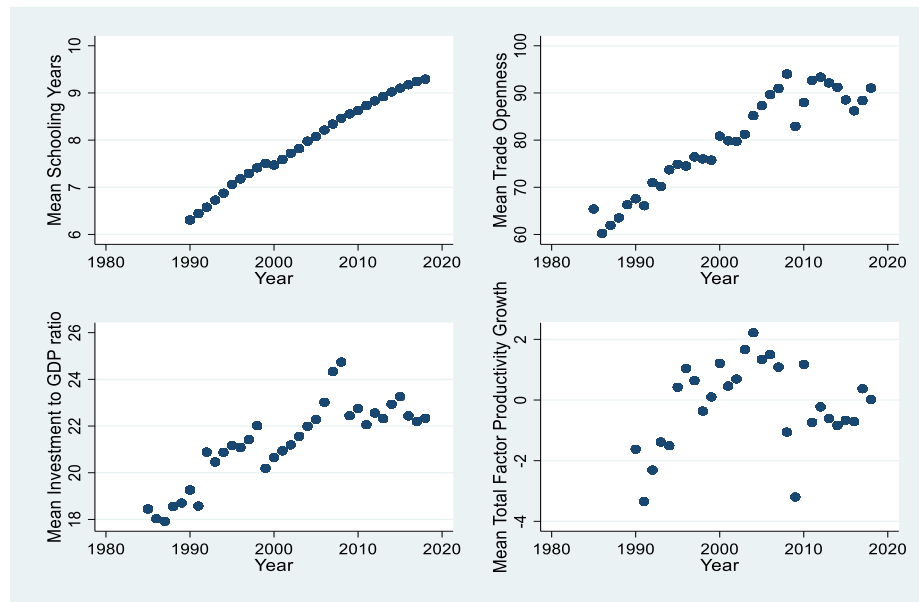 Mean Schooling Years
10
9
8
7
6
1980 1990 2000 2010 2020
Year
Mean Trade Openness
100
90
80
70
60
1980 1990 2000 2010 2020
Year
Mean Investment to GDP ratio
26
24
22
20
18
1980 1990 2000 2010 2020
Year
Mean Total Factor Productivity Growth
2
0
-2
-4
1980 1990 2000 2010 2020
Year